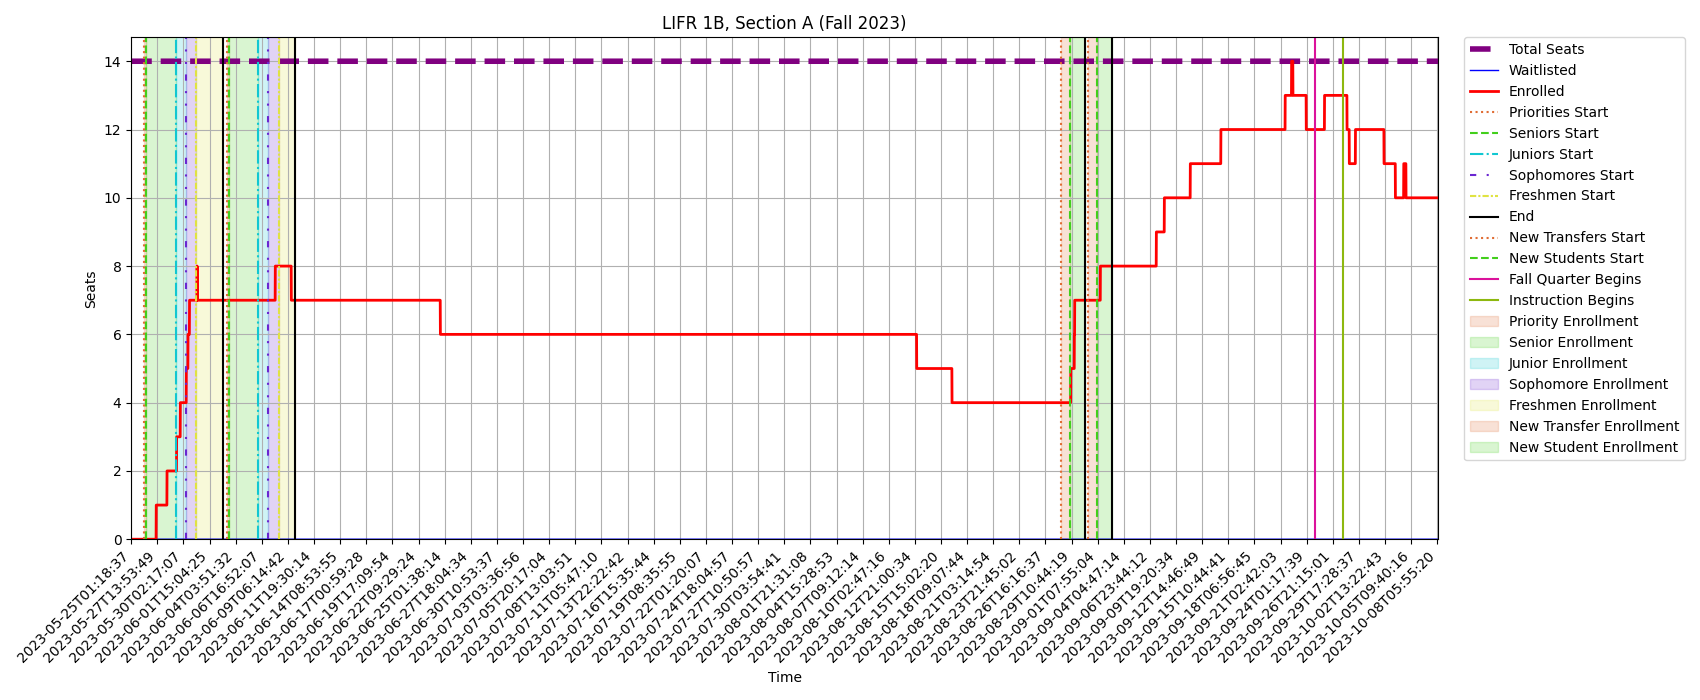 LIFR 1B, Section A (Fall 2023)
14
12
10
8
6
4
2
0
Seats
2023-05-25T01:18:37
2023-05-27T13:53:49
2023-05-30T02:17:07
2023-06-01T15:04:25
2023-06-04T03:51:32
2023-06-06T16:52:07
2023-06-09T06:14:42
2023-06-11T19:30:14
2023-06-14T08:53:55
2023-06-17T00:59:28
2023-06-19T17:09:54
2023-06-22T09:29:24
2023-06-25T01:38:14
2023-06-27T18:04:34
2023-06-30T10:53:37
2023-07-03T03:36:56
2023-07-05T20:17:04
2023-07-08T13:03:51
2023-07-11T05:47:10
2023-07-13T22:22:42
2023-07-16T15:35:44
2023-07-19T08:35:55
2023-07-22T01:20:07
2023-07-24T18:04:57
2023-07-27T10:50:57
2023-07-30T03:54:41
2023-08-01T21:31:08
2023-08-04T15:28:53
2023-08-07T09:12:14
2023-08-10T02:47:16
2023-08-12T21:00:34
2023-08-15T15:02:20
2023-08-18T09:07:44
2023-08-21T03:14:54
2023-08-23T21:45:02
2023-08-26T16:16:37
2023-08-29T10:44:19
2023-09-01T07:55:04
2023-09-04T04:47:14
2023-09-06T23:44:12
2023-09-09T19:20:34
2023-09-12T14:46:49
2023-09-15T10:44:41
2023-09-18T06:56:45
2023-09-21T02:42:03
2023-09-24T01:17:39
2023-09-26T21:15:01
2023-09-29T17:28:37
2023-10-02T13:22:43
2023-10-05T09:40:16
2023-10-08T05:55:20
Time
Total Seats
Waitlisted
Enrolled
Priorities Start
Seniors Start
Juniors Start
Sophomores Start
Freshmen Start
End
New Transfers Start
New Students Start
Fall Quarter Begins
Instruction Begins
Priority Enrollment
Senior Enrollment
Junior Enrollment
Sophomore Enrollment
Freshmen Enrollment
New Transfer Enrollment
New Student Enrollment